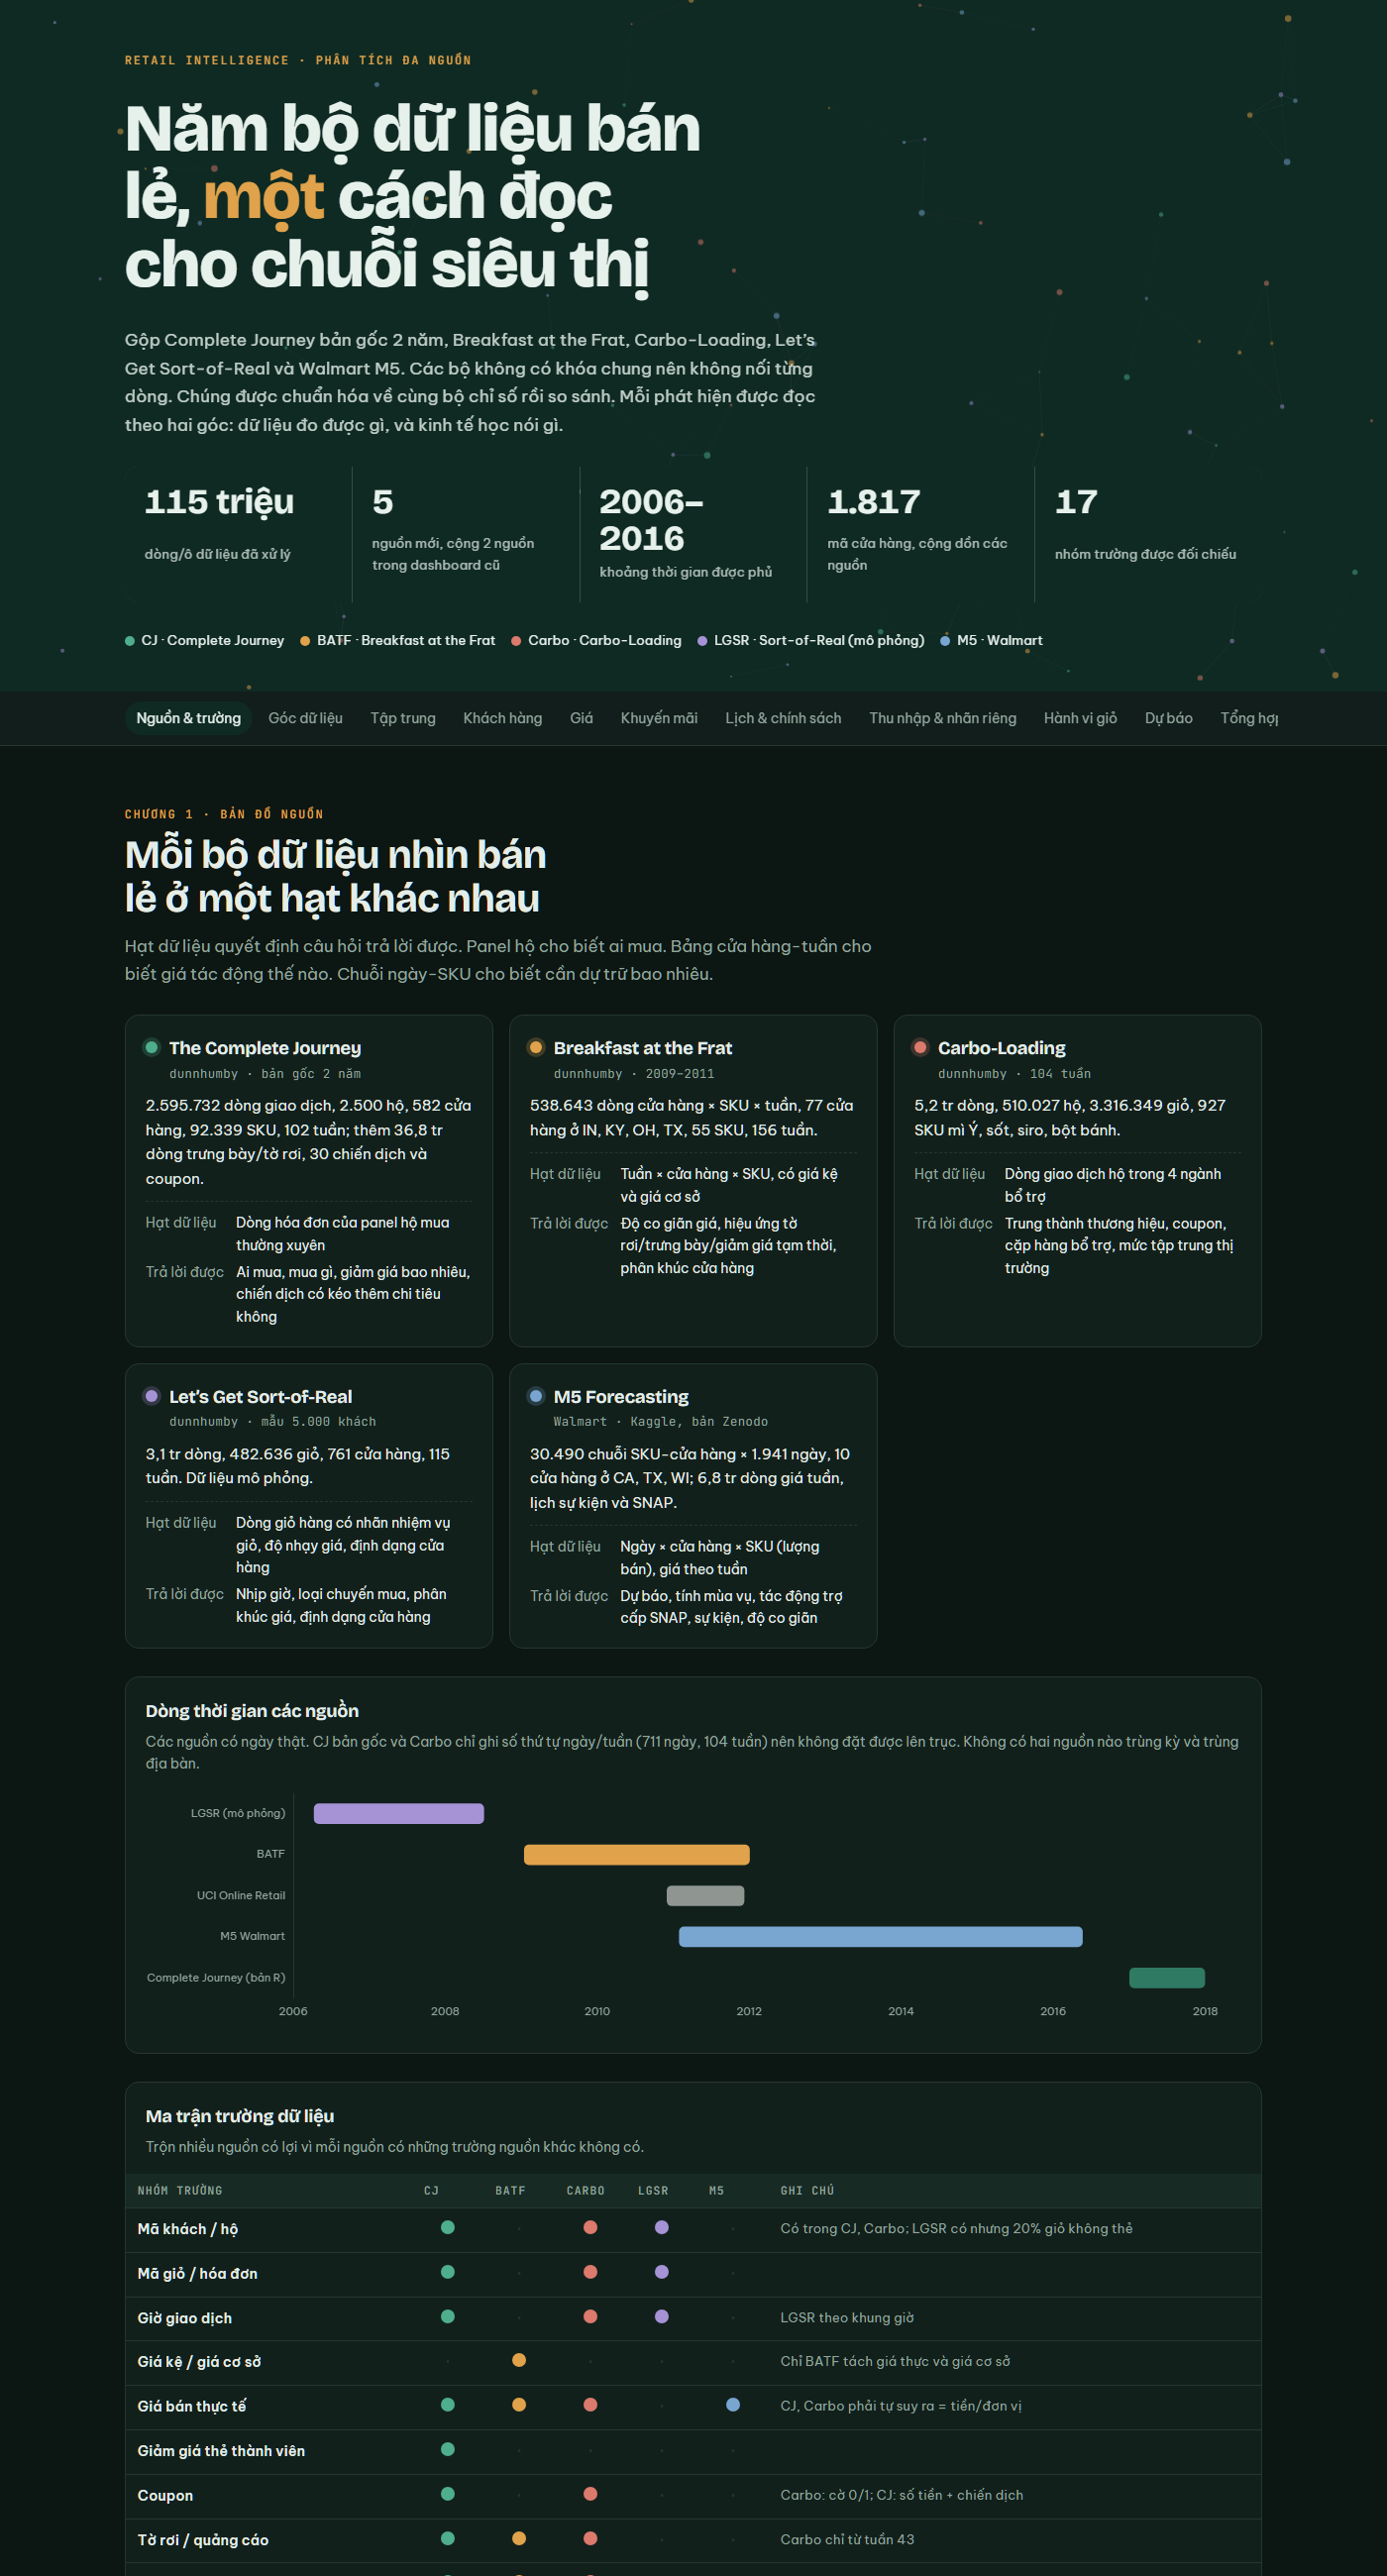 RETAIL INTELLIGENCE · PHÂN TÍCH ĐA NGUỒN
Năm bộ dữ liệu bán
lẻ, một cách đọc
cho chuỗi siêu thị
Gộp Complete Journey bản gốc 2 năm, Breakfast at the Frat, Carbo-Loading, Let's
Get Sort-of-Real và Walmart M5. Các bộ không có khóa chung nên không nối từng
dòng. Chúng được chuẩn hóa về cùng bộ chỉ số rồi so sánh. Mỗi phát hiện được đọc
theo hai góc: dữ liệu đo được gì, và kinh tế học nói gì.
115 triệu
dòng/ô dữ liệu đã xử lý
5
nguồn mới, cộng 2 nguồn
trong dashboard cũ
2006–
2016
khoảng thời gian được phủ
1.817
mã cửa hàng, cộng dồn các
nguồn
17
nhóm trường được đối chiếu
CJ · Complete Journey
BATF · Breakfast at the Frat
Carbo · Carbo-Loading
LGSR · Sort-of-Real (mô phỏng)
M5 · Walmart
Nguồn & trường
Góc dữ liệu
Tập trung
Khách hàng
Giá
Khuyến mãi
Lịch & chính sách
Thu nhập & nhãn riêng
Hành vi giỏ
Dự báo
Tổng hợp
CHƯƠNG 1 · BẢN ĐỒ NGUỒN
Mỗi bộ dữ liệu nhìn bán
lẻ ở một hạt khác nhau
Hạt dữ liệu quyết định câu hỏi trả lời được. Panel hộ cho biết ai mua. Bảng cửa hàng-tuần cho
biết giá tác động thế nào. Chuỗi ngày-SKU cho biết cần dự trữ bao nhiêu.
The Complete Journey
dunnhumby · bản gốc 2 năm
2.595.732 dòng giao dịch, 2.500 hộ, 582 cửa
hàng, 92.339 SKU, 102 tuần; thêm 36,8 tr
dòng trưng bày/tờ rơi, 30 chiến dịch và
coupon.
Hạt dữ liệu
Dòng hóa đơn của panel hộ mua
thường xuyên
Trả lời được
Ai mua, mua gì, giảm giá bao nhiêu,
chiến dịch có kéo thêm chi tiêu
không
Breakfast at the Frat
dunnhumby · 2009–2011
538.643 dòng cửa hàng × SKU × tuần, 77 cửa
hàng ở IN, KY, OH, TX, 55 SKU, 156 tuần.
Hạt dữ liệu
Tuần × cửa hàng × SKU, có giá kệ
và giá cơ sở
Trả lời được
Độ co giãn giá, hiệu ứng tờ
rơi/trưng bày/giảm giá tạm thời,
phân khúc cửa hàng
Carbo-Loading
dunnhumby · 104 tuần
5,2 tr dòng, 510.027 hộ, 3.316.349 giỏ, 927
SKU mì Ý, sốt, siro, bột bánh.
Hạt dữ liệu
Dòng giao dịch hộ trong 4 ngành
bổ trợ
Trả lời được
Trung thành thương hiệu, coupon,
cặp hàng bổ trợ, mức tập trung thị
trường
Let's Get Sort-of-Real
dunnhumby · mẫu 5.000 khách
3,1 tr dòng, 482.636 giỏ, 761 cửa hàng, 115
tuần. Dữ liệu mô phỏng.
Hạt dữ liệu
Dòng giỏ hàng có nhãn nhiệm vụ
giỏ, độ nhạy giá, định dạng cửa
hàng
Trả lời được
Nhịp giờ, loại chuyến mua, phân
khúc giá, định dạng cửa hàng
M5 Forecasting
Walmart · Kaggle, bản Zenodo
30.490 chuỗi SKU-cửa hàng × 1.941 ngày, 10
cửa hàng ở CA, TX, WI; 6,8 tr dòng giá tuần,
lịch sự kiện và SNAP.
Hạt dữ liệu
Ngày × cửa hàng × SKU (lượng
bán), giá theo tuần
Trả lời được
Dự báo, tính mùa vụ, tác động trợ
cấp SNAP, sự kiện, độ co giãn
Dòng thời gian các nguồn
Các nguồn có ngày thật. CJ bản gốc và Carbo chỉ ghi số thứ tự ngày/tuần (711 ngày, 104 tuần) nên không đặt được lên trục. Không có hai nguồn nào trùng kỳ và trùng
địa bàn.
LGSR (mô phỏng)
BATF
UCI Online Retail
M5 Walmart
Complete Journey (bản R)
2006 2008 2010 2012 2014 2016 2018
Ma trận trường dữ liệu
Trộn nhiều nguồn có lợi vì mỗi nguồn có những trường nguồn khác không có.
NHÓM TRƯỜNG CJ BATF CARBO LGSR M5 GHI CHÚ
Mã khách / hộ Có trong CJ, Carbo; LGSR có nhưng 20% giỏ không thẻ
Mã giỏ / hóa đơn
Giờ giao dịch LGSR theo khung giờ
Giá kệ / giá cơ sở Chỉ BATF tách giá thực và giá cơ sở
Giá bán thực tế CJ, Carbo phải tự suy ra = tiền/đơn vị
Giảm giá thẻ thành viên
Coupon Carbo: cờ 0/1; CJ: số tiền + chiến dịch
Tờ rơi / quảng cáo Carbo chỉ từ tuần 43